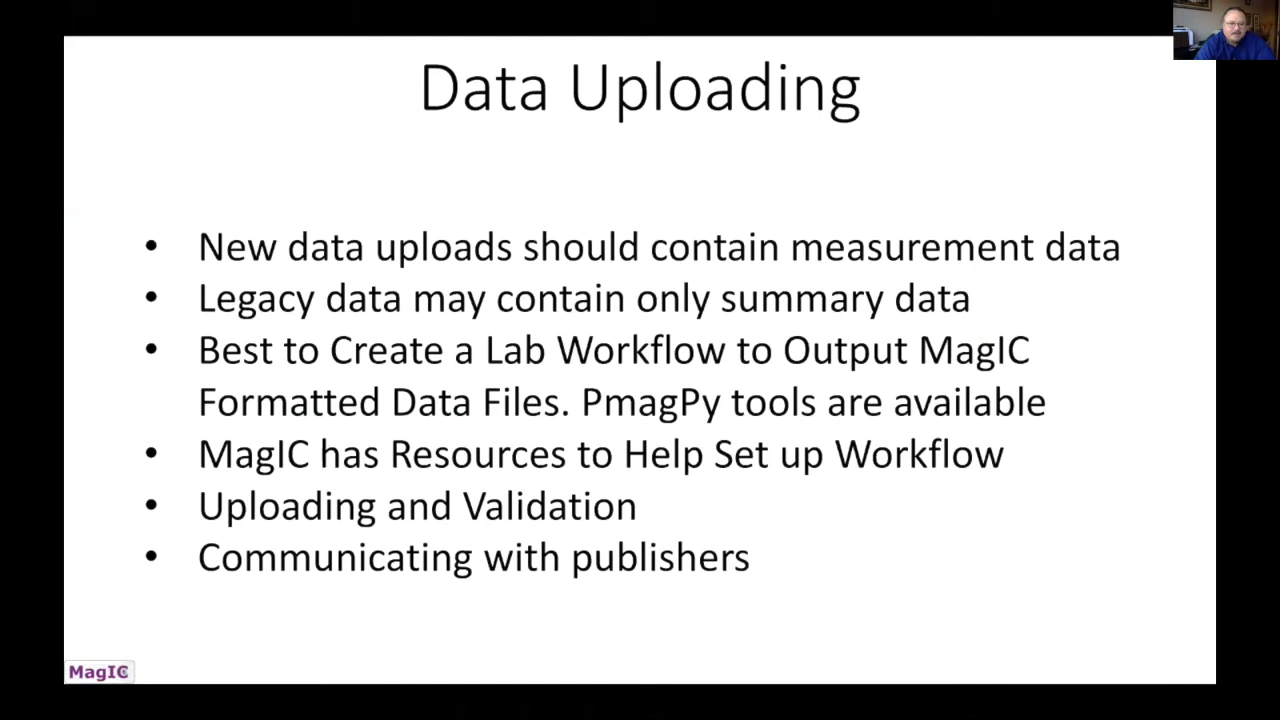 Data Uploading
• New data uploads should contain measurement data
• Legacy data may contain only summary data
• Best to Create a Lab Workflow to Output MagIC
Formatted Data Files. PmagPy tools are available
• MagIC has Resources to Help Set up Workflow
• Uploading and Validation
• Communicating with publishers
MagIC